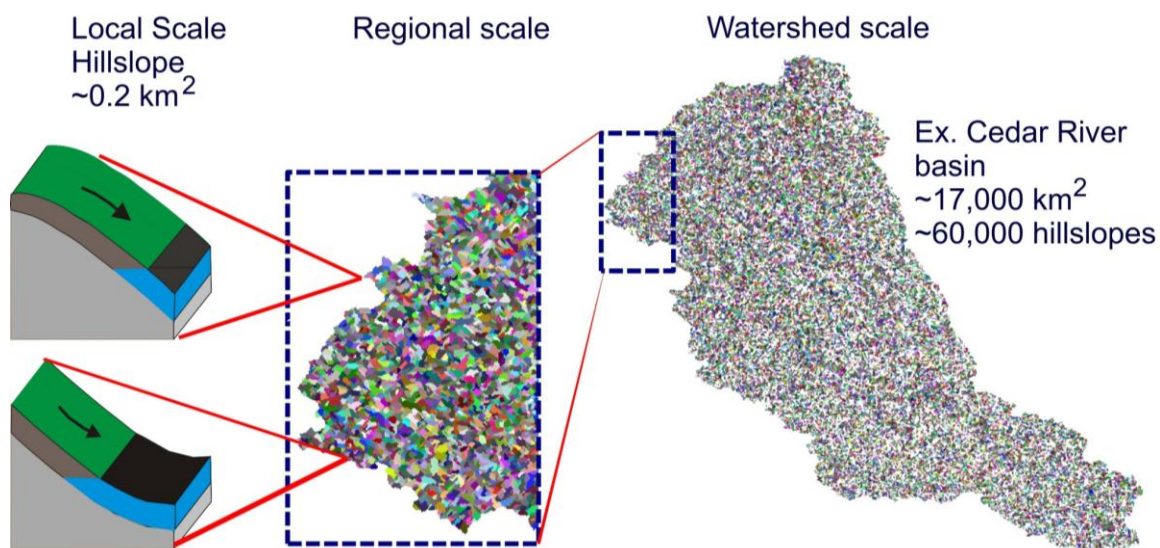 Local Scale
Hillslope
~0.2 km²
Regional scale
Watershed scale
Ex. Cedar River
basin
~17,000 km²
~60,000 hillslopes